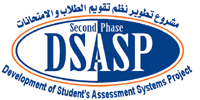 مشروع تطوير نظم تقويم الطلاب والامتحانات
Second Phase
DSASP
Development of Student's Assessment Systems Project